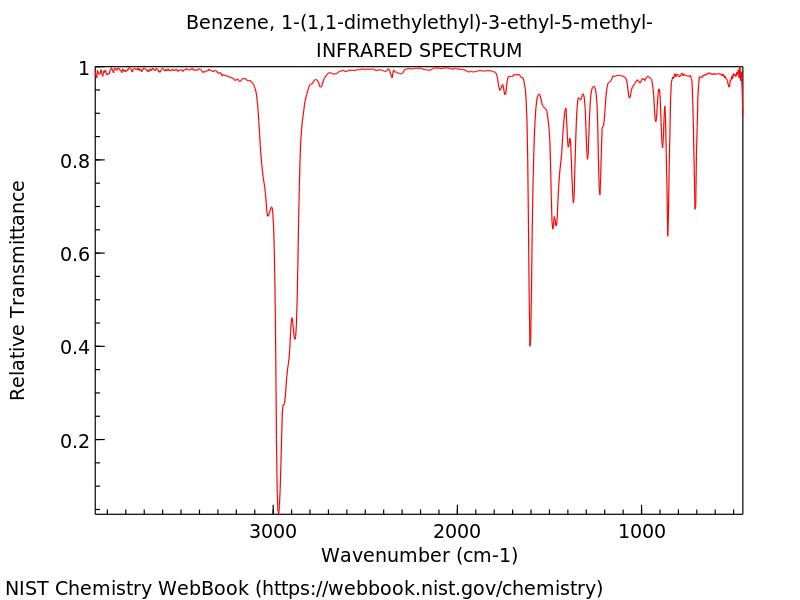 Benzene, 1-(1,1-dimethylethyl)-3-ethyl-5-methyl-
INFRARED SPECTRUM
1
0.8
0.6
0.4
0.2
Relative Transmittance
3000 2000 1000
Wavenumber (cm-1)
NIST Chemistry WebBook (https://webbook.nist.gov/chemistry)